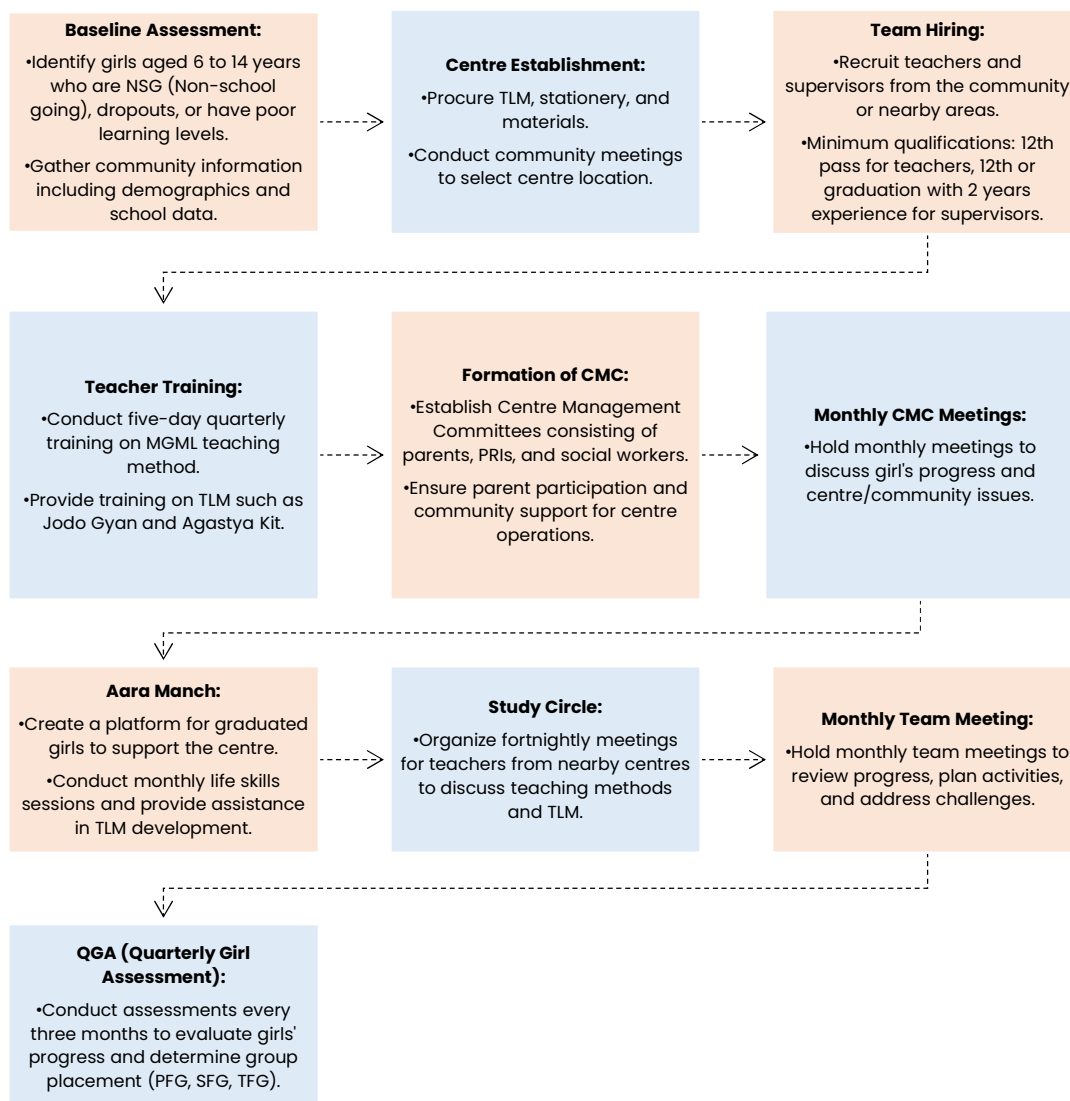 Baseline Assessment:
•Identify girls aged 6 to 14 years
who are NSG (Non-school
going), dropouts, or have poor
learning levels.
•Gather community information
including demographics and
school data.
Centre Establishment:
•Procure TLM, stationery, and
materials.
•Conduct community meetings
to select centre location.
Team Hiring:
•Recruit teachers and
supervisors from the community
or nearby areas.
•Minimum qualifications: 12th
pass for teachers, 12th or
graduation with 2 years
experience for supervisors.
Teacher Training:
•Conduct five-day quarterly
training on MGML teaching
method.
•Provide training on TLM such as
Jodo Gyan and Agastya Kit.
Formation of CMC:
•Establish Centre Management
Committees consisting of
parents, PRIs, and social workers.
•Ensure parent participation and
community support for centre
operations.
Monthly CMC Meetings:
•Hold monthly meetings to
discuss girl's progress and
centre/community issues.
Aara Manch:
•Create a platform for graduated
girls to support the centre.
•Conduct monthly life skills
sessions and provide assistance
in TLM development.
Study Circle:
•Organize fortnightly meetings
for teachers from nearby centres
to discuss teaching methods
and TLM.
Monthly Team Meeting:
•Hold monthly team meetings to
review progress, plan activities,
and address challenges.
QGA (Quarterly Girl
Assessment):
•Conduct assessments every
three months to evaluate girls'
progress and determine group
placement (PFG, SFG, TFG).